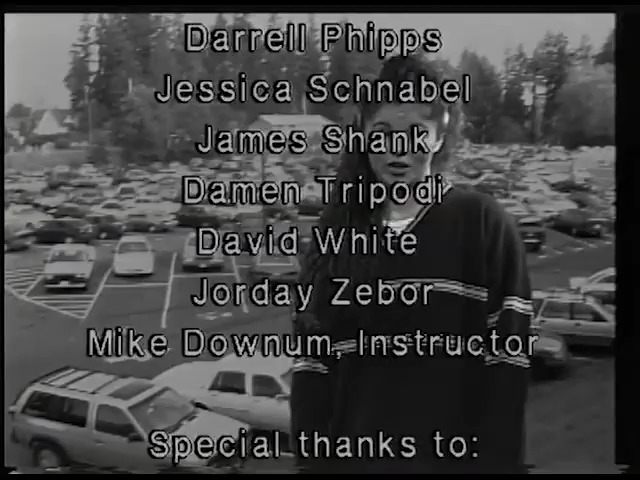 Darrell Phipps
Jessica Schnabel
James Shank
Damen Tripodi
David White
Jorday Zebor
Mike Downum, Instructor
Special thanks to: